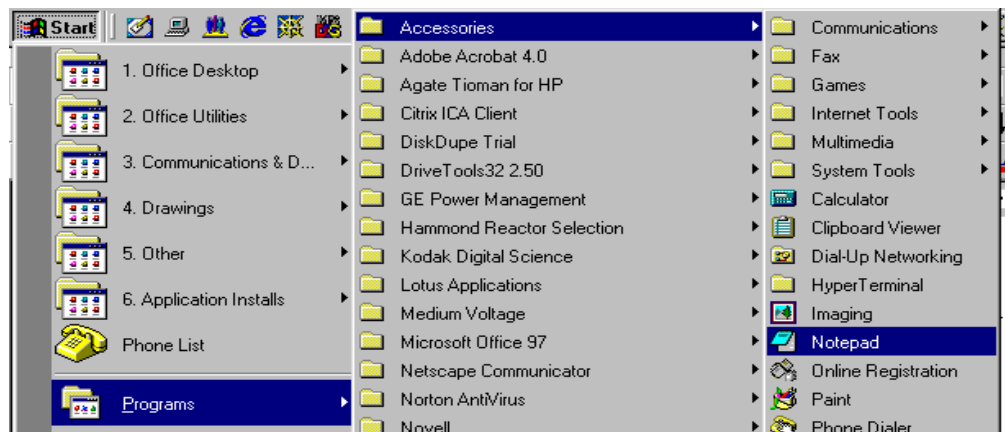 Start
1. Office Desktop
2. Office Utilities
3. Communications & D...
4. Drawings
5. Other
6. Application Installs
Phone List
Programs
Accessories
Adobe Acrobat 4.0
Agate Tioman for HP
Citrix ICA Client
DiskDupe Trial
DriveTools32 2.50
GE Power Management
Hammond Reactor Selection
Kodak Digital Science
Lotus Applications
Medium Voltage
Microsoft Office 97
Netscape Communicator
Norton AntiVirus
Novell
Communications
Fax
Games
Internet Tools
Multimedia
System Tools
Calculator
Clipboard Viewer
Dial-Up Networking
HyperTerminal
Imaging
Notepad
Online Registration
Paint
Phone Dialer